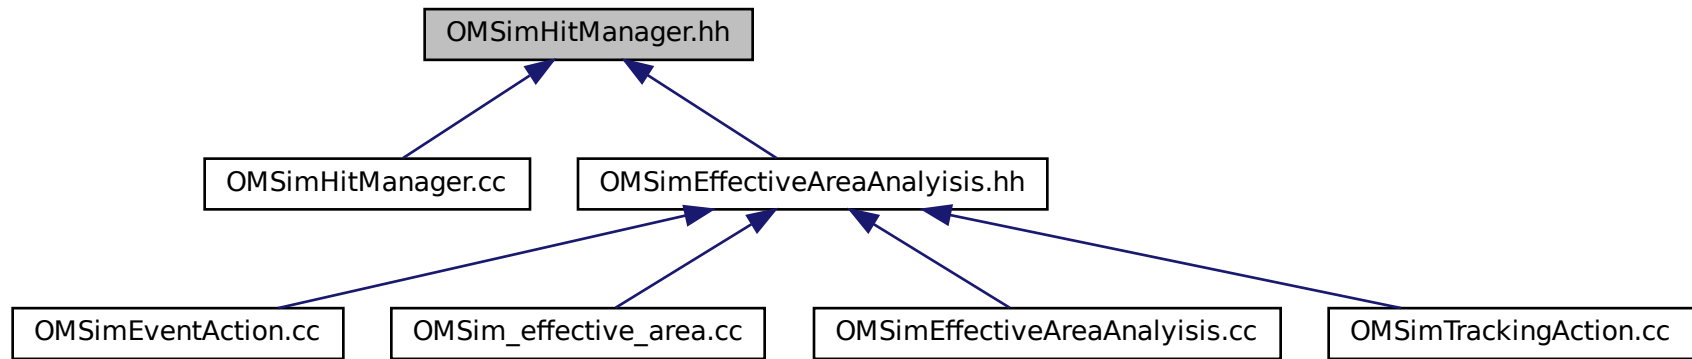 OMSimHitManager.hh
OMSimHitManager.cc
OMSimEffectiveAreaAnalyisis.hh
OMSimEventAction.cc
OMSim_effective_area.cc
OMSimEffectiveAreaAnalyisis.cc
OMSimTrackingAction.cc